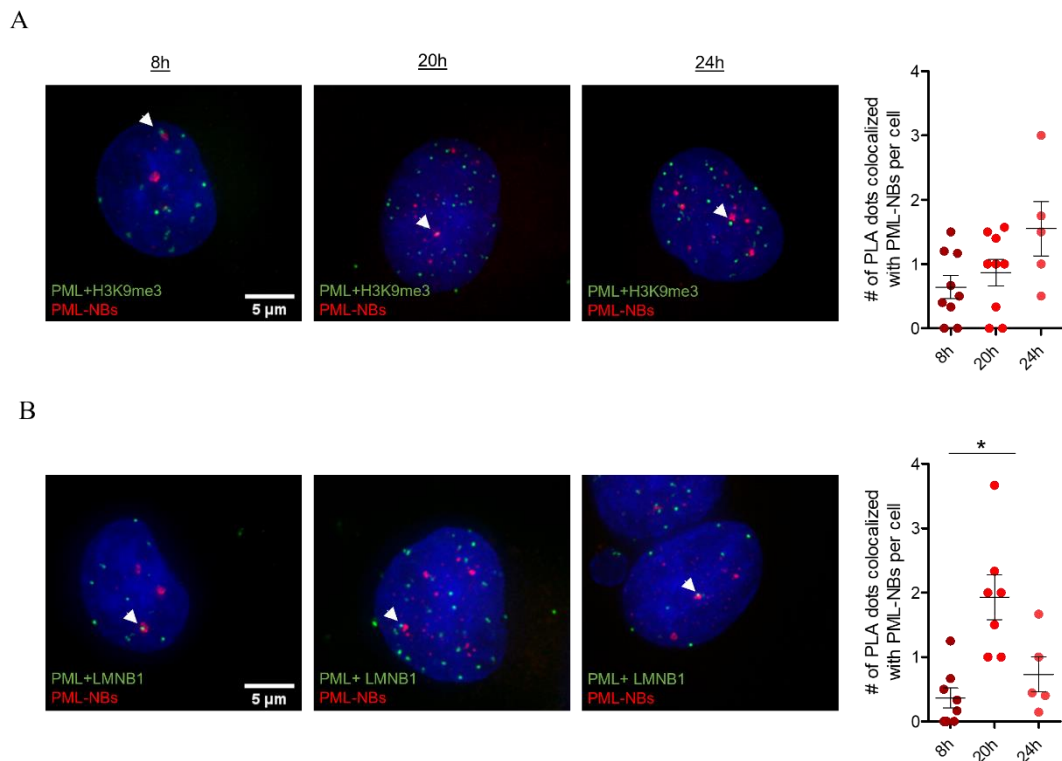 A
8h
20h
24h
PML+H3K9me3
PML-NBs
5 µm
PML+H3K9me3
PML-NBs
PML+H3K9me3
PML-NBs
# of PLA dots colocalized
with PML-NBs per cell
4
3
2
1
0
8h
20h
24h
B
PML+LMNB1
PML-NBs
5 µm
PML+ LMNB1
PML-NBs
PML+ LMNB1
PML-NBs
# of PLA dots colocalized
with PML-NBs per cell
*
4
3
2
1
0
8h
20h
24h